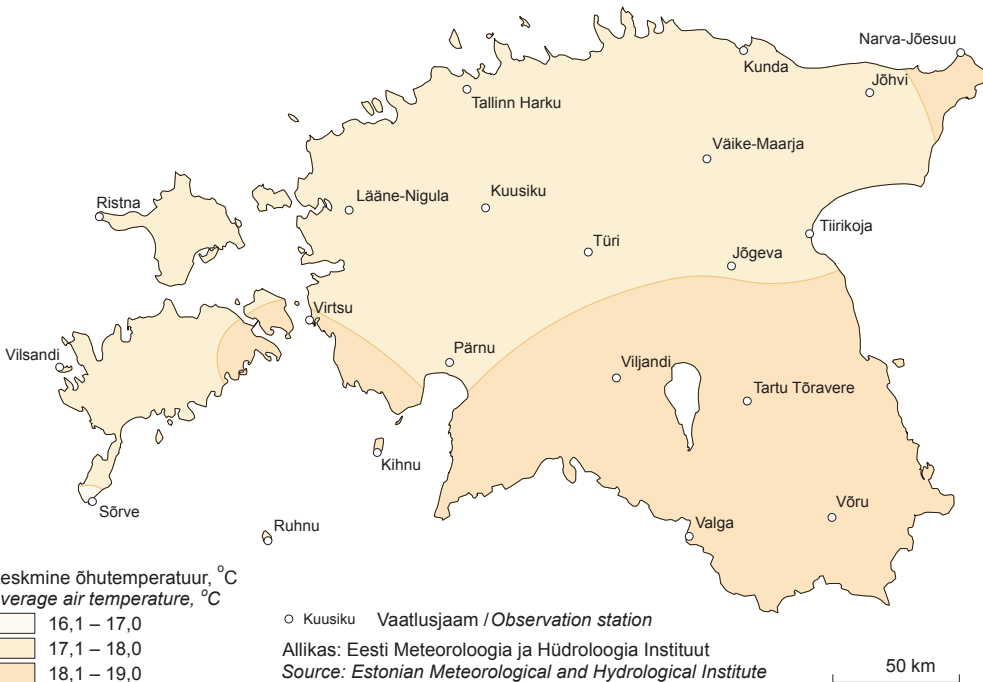 Narva-Jõesuu
Kunda
Jõhvi
Tallinn Harku
Väike-Maarja
Lääne-Nigula
Kuusiku
Ristna
Tiirikoja
Türi
Jõgeva
Virtsu
Pärnu
Vilsandi
Viljandi
Tartu Tõravere
Kihnu
Sõrve
Võru
Ruhnu
Valga
eskmine õhutemperatuur, °C
verage air temperature, °C
16,1 – 17,0
17,1 – 18,0
18,1 – 19,0
Kuusiku Vaatlusjaam / Observation station
Allikas: Eesti Meteoroloogia ja Hüdroloogia Instituut
Source: Estonian Meteorological and Hydrological Institute
50 km